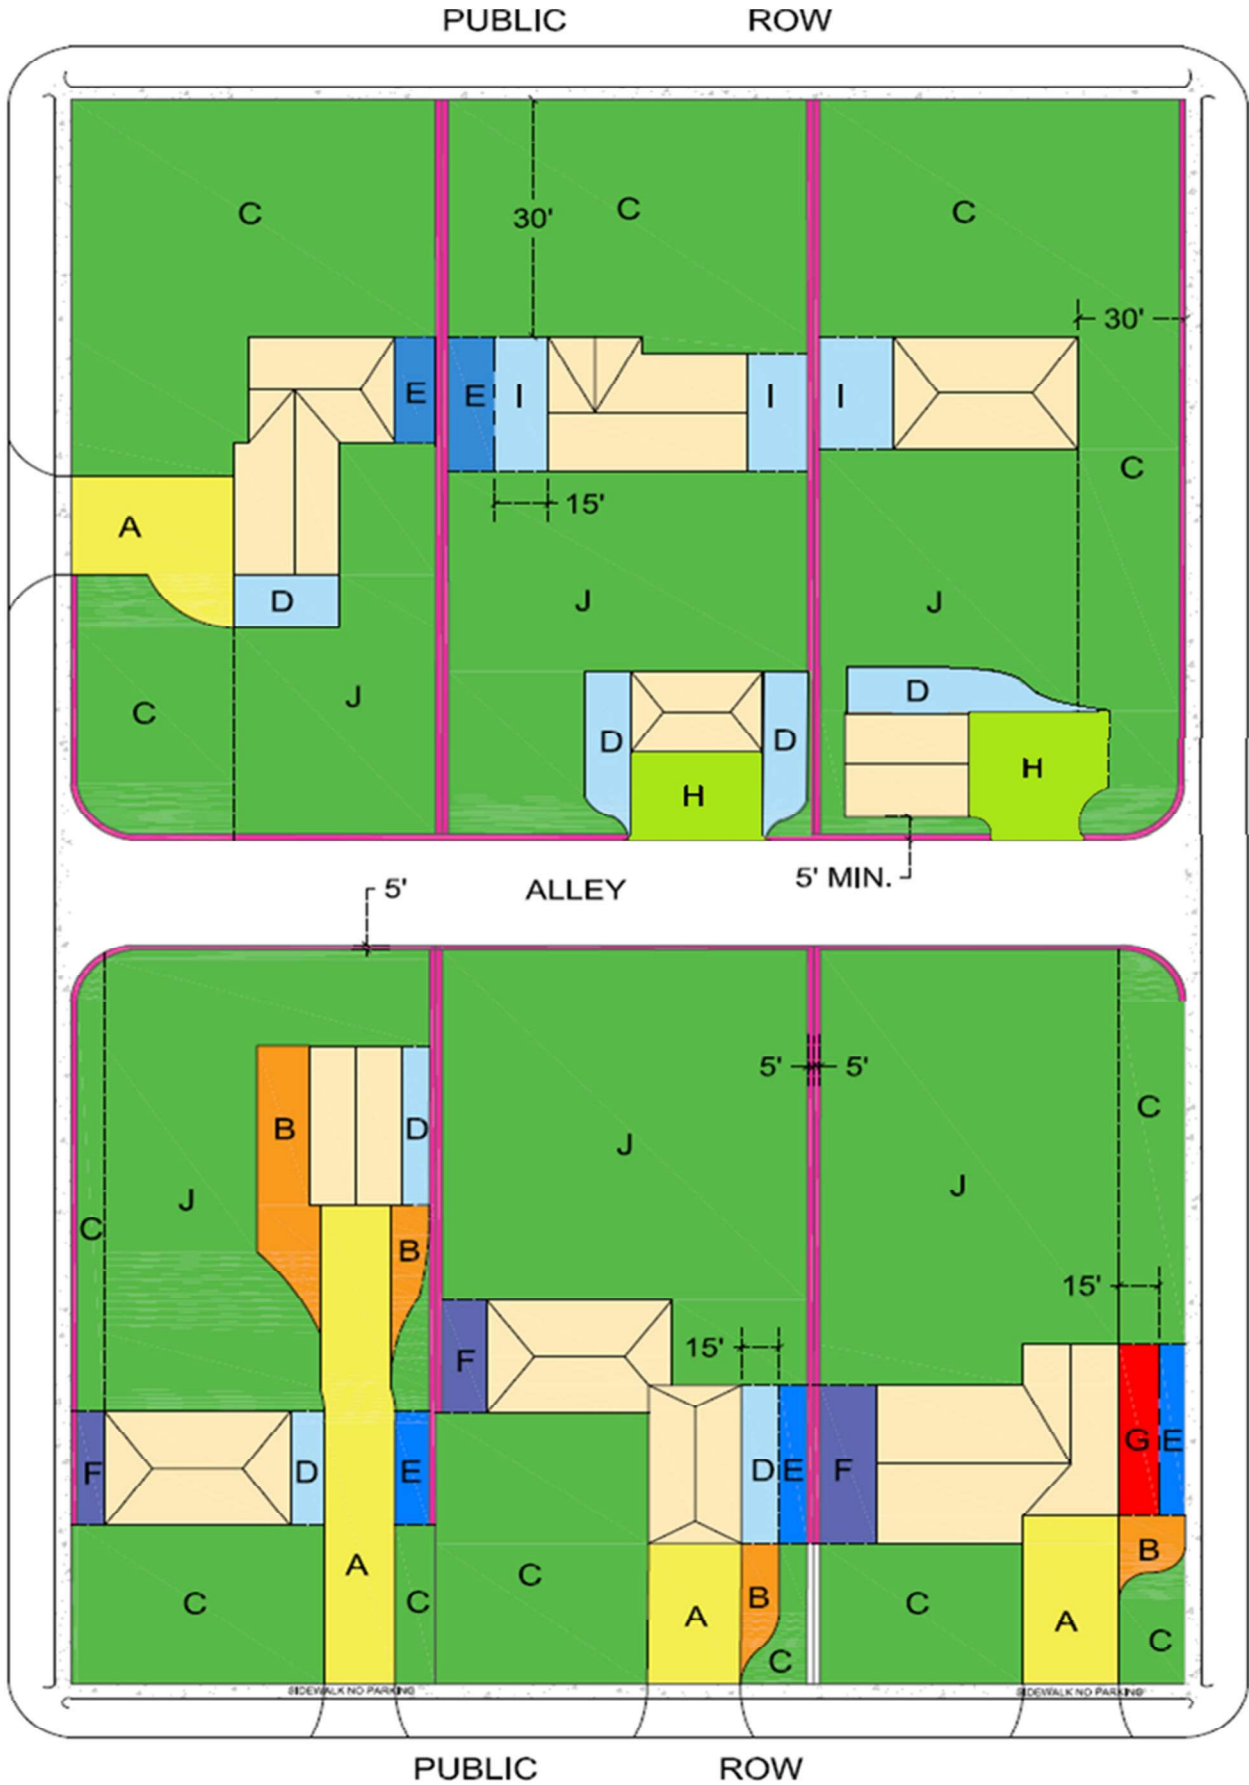 PUBLIC ROW
C
30'
C
C
30'
E
E
I
I
I
C
15'
A
D
J
J
C
J
D
D
D
H
H
5' MIN.
5'
ALLEY
5'
5'
C
B
D
J
J
J
C
B
15'
15'
F
F
D
E
D
E
F
G
E
C
A
C
C
B
A
C
C
B
A
C
SIDEWALK NO PARKING
SIDEWALK NO PARKING
PUBLIC ROW